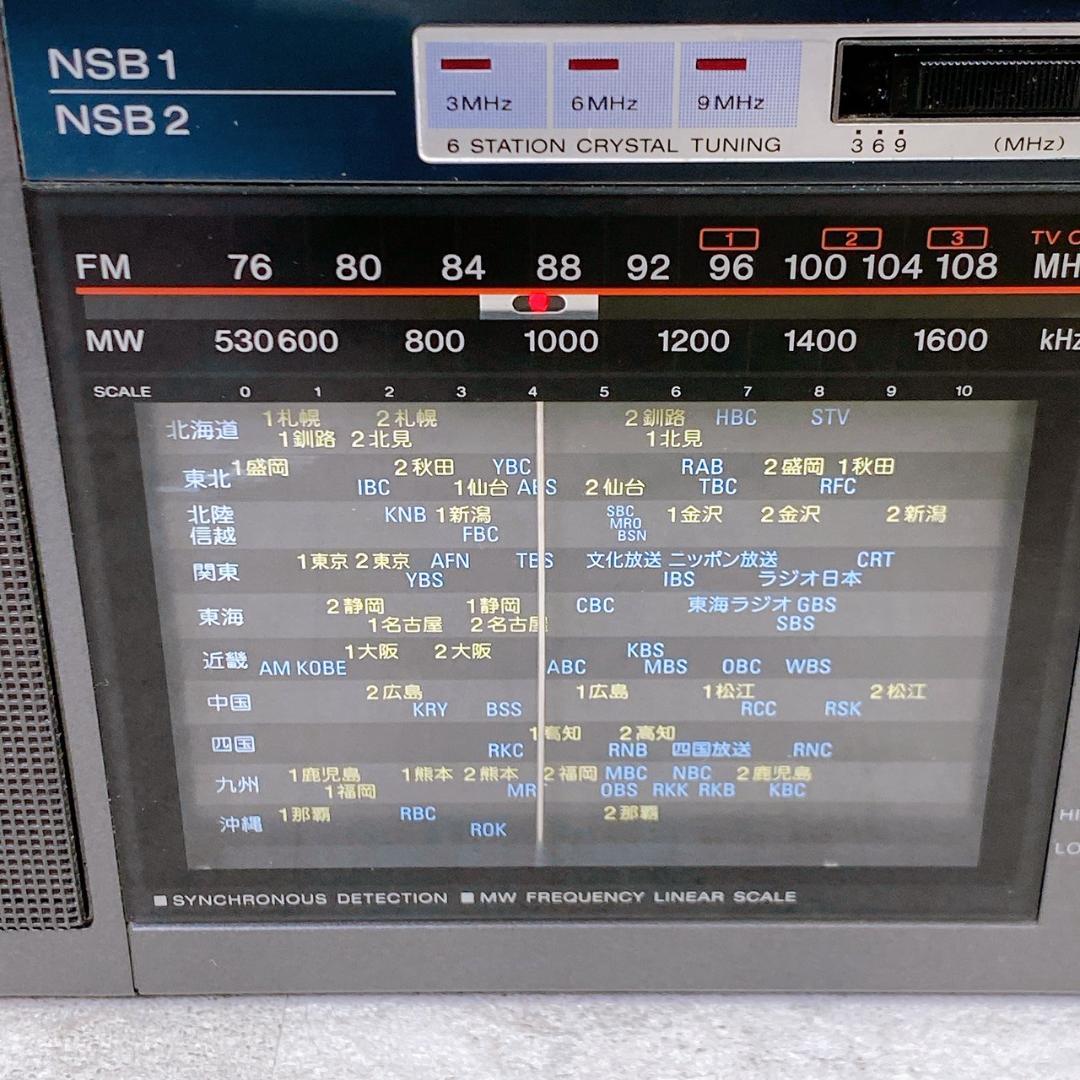 NSB 1
NSB 2
3MHz 6MHz 9MHz
6 STATION CRYSTAL TUNING
3 6 9 (MHz)
1 2 3 TV
FM 76 80 84 88 92 96 100 104 108 MH
MW 530 600 800 1000 1200 1400 1600 kHz
SCALE 0 1 2 3 4 5 6 7 8 9 10
北海道 1札幌 2札幌 2釧路 HBC STV
1釧路 2北見 1北見
東北 1盛岡 2秋田 YBC RAB 2盛岡 1秋田
IBC 1仙台 ABS 2仙台 TBC RFC
北陸 KNB 1新潟 SBC 1金沢 2金沢 2新潟
MRO
信越 FBC BSN
関東 1東京 2東京 AFN TBS 文化放送 ニッポン放送 CRT
YBS IBS ラジオ日本
東海 2静岡 1静岡 CBC 東海ラジオ GBS
1名古屋 2名古屋 SBS
近畿 1大阪 2大阪 KBS
AM KOBE ABC MBS OBC WBS
中国 2広島 1広島 1松江 2松江
KRY BSS RCC RSK
四国 1高知 2高知
RKC RNB 四国放送 RNC
九州 1鹿児島 1熊本 2熊本 2福岡 MBC NBC 2鹿児島
1福岡 MR OBS RKK RKB KBC
沖縄 1那覇 RBC 2那覇
ROK
HI
LO
■SYNCHRONOUS DETECTION ■MW FREQUENCY LINEAR SCALE